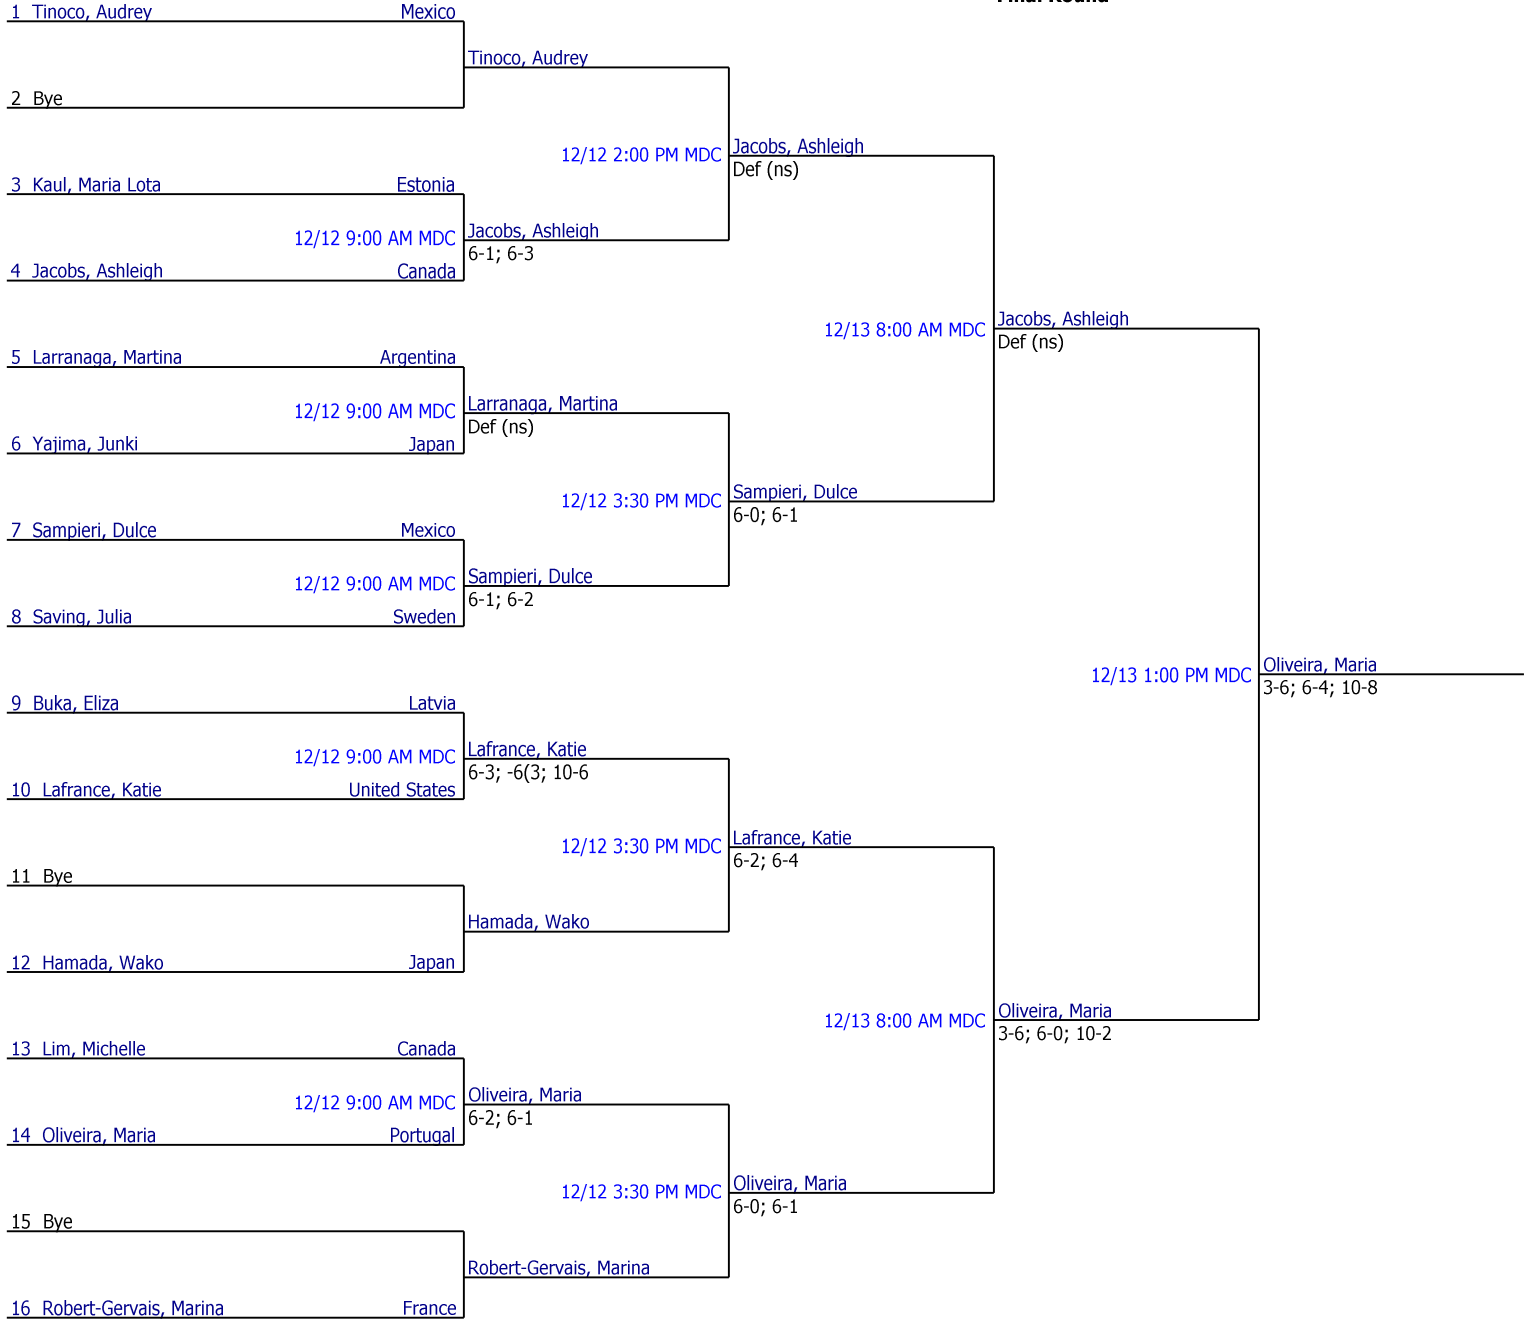 Final Round
1 Tinoco, Audrey Mexico
Tinoco, Audrey
2 Bye
12/12 2:00 PM MDC Jacobs, Ashleigh
Def (ns)
3 Kaul, Maria Lota Estonia
12/12 9:00 AM MDC Jacobs, Ashleigh
6-1; 6-3
4 Jacobs, Ashleigh Canada
12/13 8:00 AM MDC Jacobs, Ashleigh
Def (ns)
5 Larranaga, Martina Argentina
12/12 9:00 AM MDC Larranaga, Martina
Def (ns)
6 Yajima, Junki Japan
12/12 3:30 PM MDC Sampieri, Dulce
6-0; 6-1
7 Sampieri, Dulce Mexico
12/12 9:00 AM MDC Sampieri, Dulce
6-1; 6-2
8 Saving, Julia Sweden
12/13 1:00 PM MDC Oliveira, Maria
3-6; 6-4; 10-8
9 Buka, Eliza Latvia
12/12 9:00 AM MDC Lafrance, Katie
6-3; -6(3; 10-6
10 Lafrance, Katie United States
12/12 3:30 PM MDC Lafrance, Katie
6-2; 6-4
11 Bye
Hamada, Wako
12 Hamada, Wako Japan
12/13 8:00 AM MDC Oliveira, Maria
3-6; 6-0; 10-2
13 Lim, Michelle Canada
12/12 9:00 AM MDC Oliveira, Maria
6-2; 6-1
14 Oliveira, Maria Portugal
12/12 3:30 PM MDC Oliveira, Maria
6-0; 6-1
15 Bye
Robert-Gervais, Marina
16 Robert-Gervais, Marina France